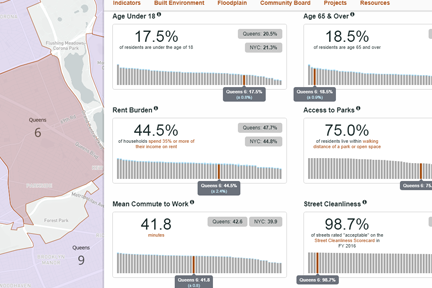 Indicators Built Environment Floodplain Community Board Projects Resources
Flushing Meadows
Corona Park
Queens
6
Forest Park
Queens
9
Age Under 18
17.5%
of residents are under the age of 18
Queens: 20.5%
NYC: 21.3%
Queens 6: 17.5%
(± 0.8%)
Age 65 & Over
18.5%
of residents are age 65 and over
Queens 6: 18.5%
Rent Burden
44.5%
of households spend 35% or more of
their income on rent
Queens: 47.7%
NYC: 44.8%
Queens 6: 44.5%
(± 2.4%)
Access to Parks
75.0%
of residents live within walking
distance of a park or open space
Queens 6: 75.
Mean Commute to Work
41.8
minutes
Queens: 42.6
NYC: 39.9
Queens 6: 41.8
Street Cleanliness
98.7%
of streets rated "acceptable" on the
Street Cleanliness Scorecard in
FY 2016
Queens 6: 98.7%